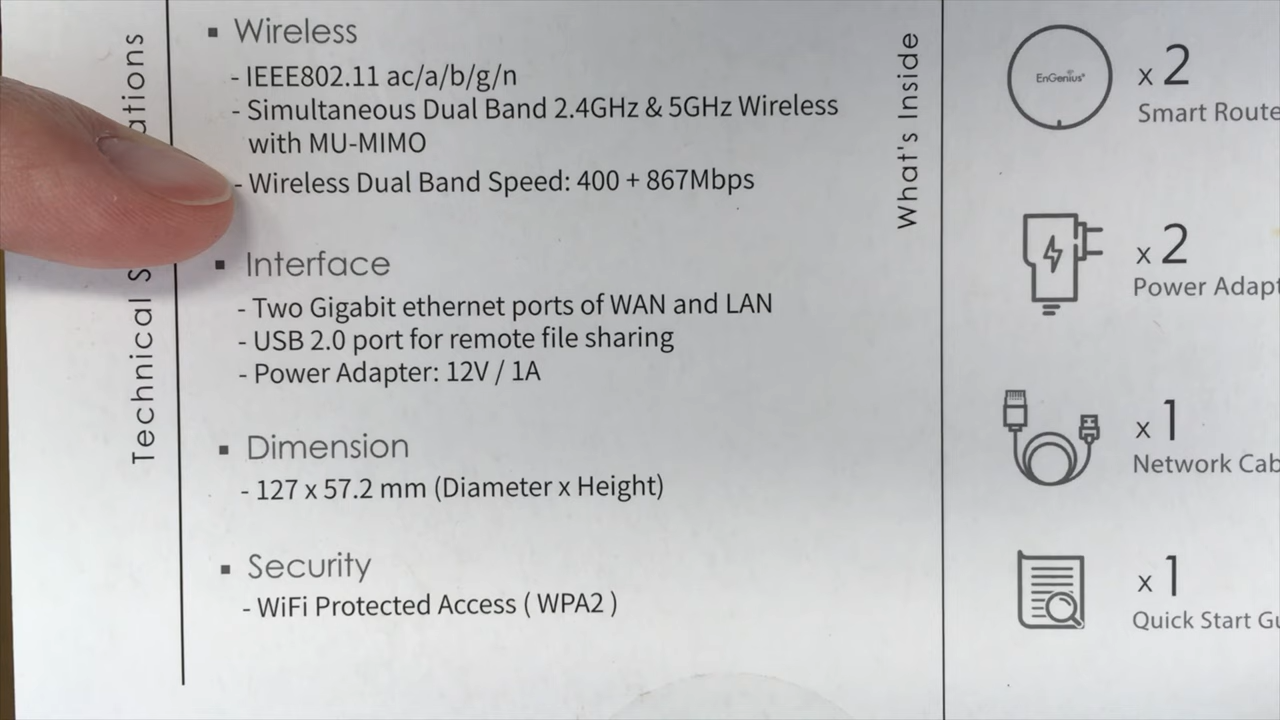 Technical S ations
▪ Wireless
- IEEE802.11 ac/a/b/g/n
- Simultaneous Dual Band 2.4GHz & 5GHz Wireless
with MU-MIMO
- Wireless Dual Band Speed: 400 + 867Mbps
▪ Interface
- Two Gigabit ethernet ports of WAN and LAN
- USB 2.0 port for remote file sharing
- Power Adapter: 12V / 1A
▪ Dimension
- 127 x 57.2 mm (Diameter x Height)
▪ Security
- WiFi Protected Access ( WPA2 )
What's Inside
EnGenius®
x 2
Smart Route
x 2
Power Adapt
x 1
Network Cab
x 1
Quick Start Gu